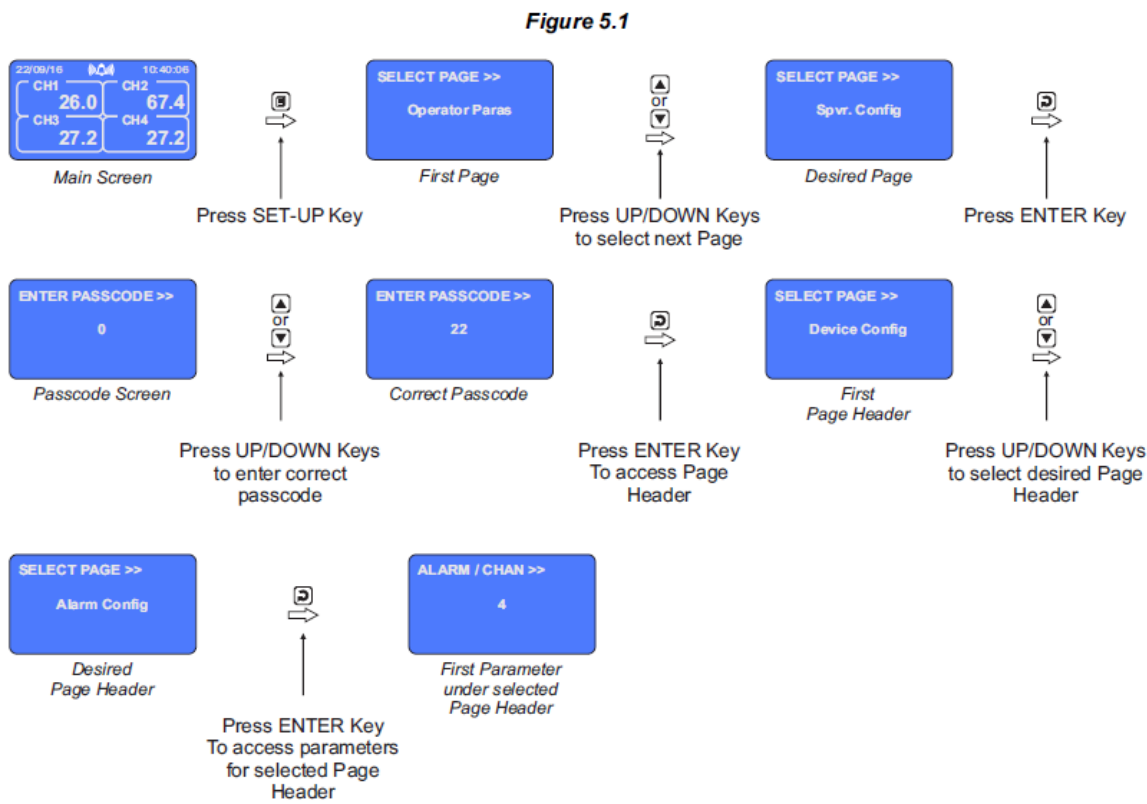 Figure 5.1
22/09/16 10:40:06
CH1 CH2
26.0 67.4
CH3 CH4
27.2 27.2
Main Screen
Press SET-UP Key
SELECT PAGE >>
Operator Paras
First Page
or
Press UP/DOWN Keys
to select next Page
SELECT PAGE >>
Spvr. Config
Desired Page
Press ENTER Key
ENTER PASSCODE >>
0
Passcode Screen
or
Press UP/DOWN Keys
to enter correct
passcode
ENTER PASSCODE >>
22
Correct Passcode
Press ENTER Key
To access Page
Header
SELECT PAGE >>
Device Config
First
Page Header
or
Press UP/DOWN Keys
to select desired Page
Header
SELECT PAGE >>
Alarm Config
Desired
Page Header
Press ENTER Key
To access parameters
for selected Page
Header
ALARM / CHAN >>
4
First Parameter
under selected
Page Header